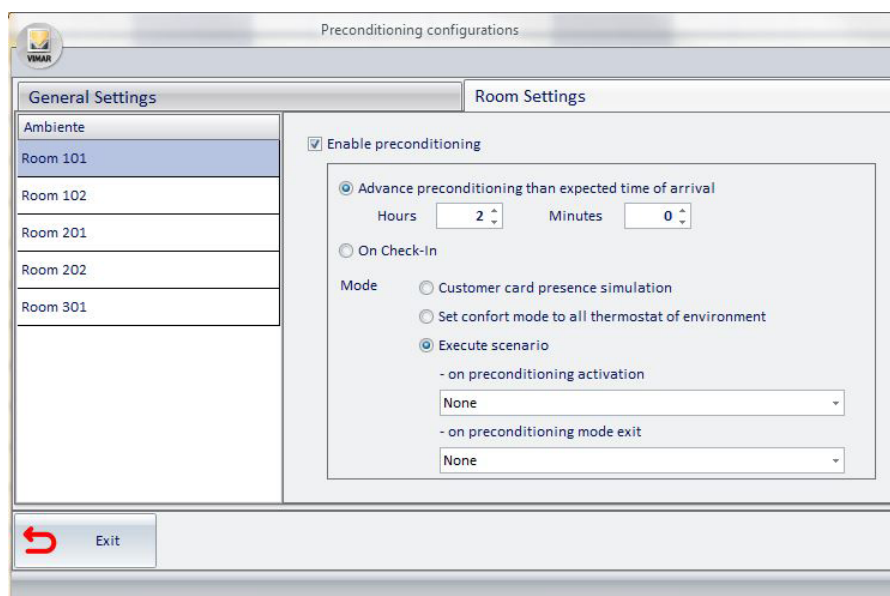 Preconditioning configurations
VIMAR
General Settings
Room Settings
Ambiente
Room 101
Room 102
Room 201
Room 202
Room 301
Enable preconditioning
Advance preconditioning than expected time of arrival
Hours 2 Minutes 0
On Check-In
Mode
Customer card presence simulation
Set confort mode to all thermostat of environment
Execute scenario
- on preconditioning activation
None
- on preconditioning mode exit
None
Exit